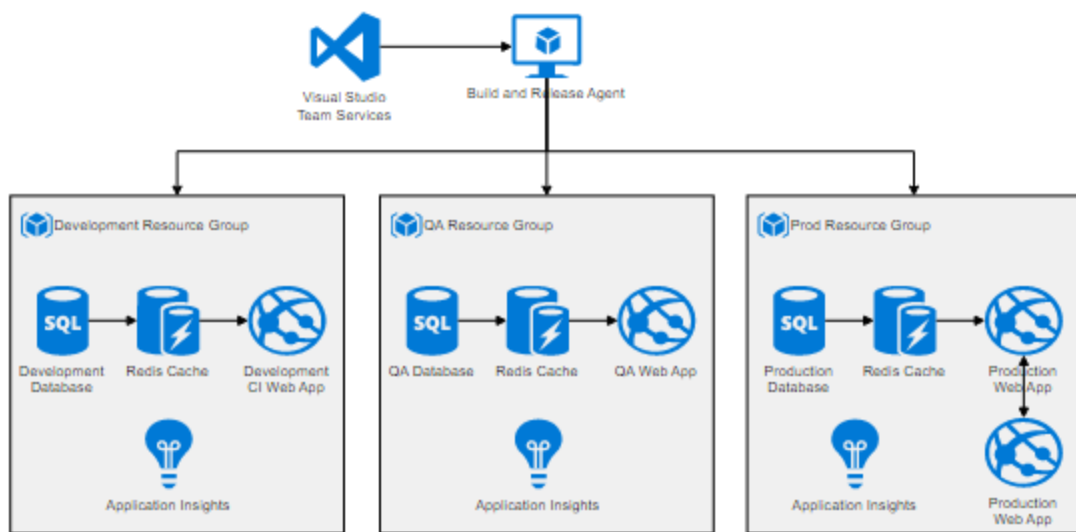 Visual Studio
Team Services
Build and Release Agent
Development Resource Group
SQL
Development
Database
Redis Cache
Development
CI Web App
Application Insights
QA Resource Group
SQL
QA Database
Redis Cache
QA Web App
Application Insights
Prod Resource Group
SQL
Production
Database
Redis Cache
Production
Web App
Application Insights
Production
Web App